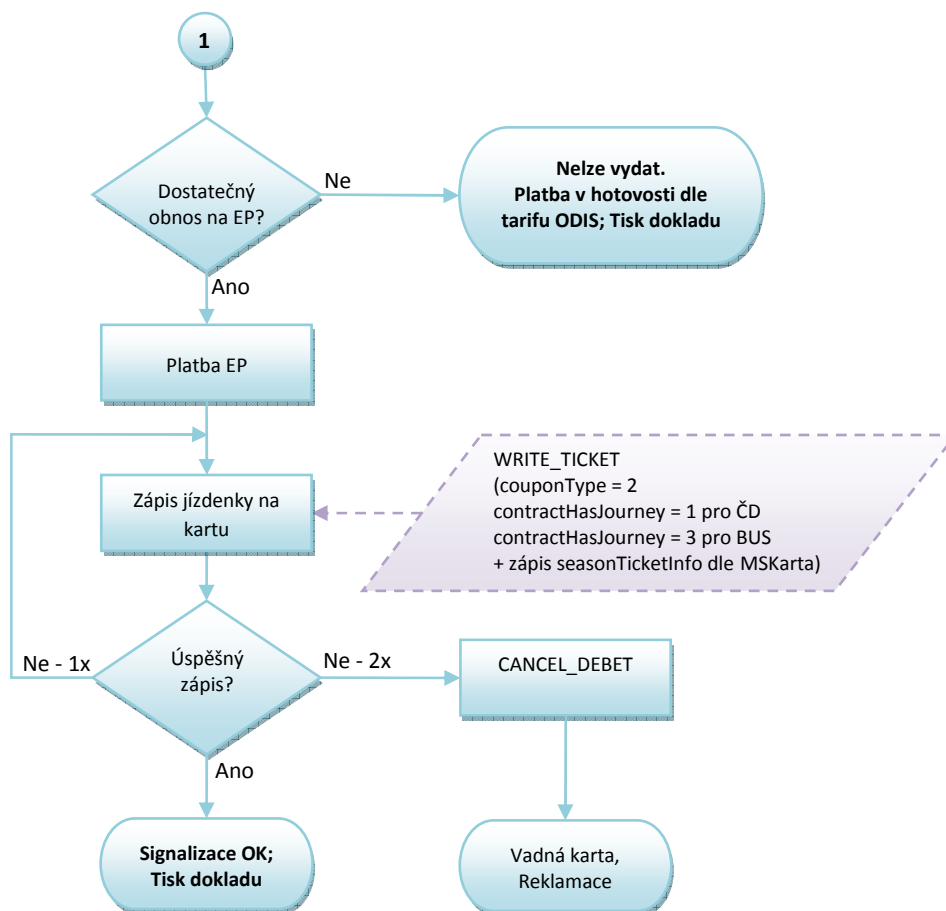 1
Dostatečný
obnos na EP?
Ne
Nelze vydat.
Platba v hotovosti dle
tarifu ODIS; Tisk dokladu
Ano
Platba EP
Zápis jízdenky na
kartu
WRITE_TICKET
(couponType = 2
contractHasJourney = 1 pro ČD
contractHasJourney = 3 pro BUS
+ zápis seasonTicketInfo dle MSKarta)
Ne - 1x
Úspěšný
zápis?
Ne - 2x
CANCEL_DEBET
Ano
Signalizace OK;
Tisk dokladu
Vadná karta,
Reklamace